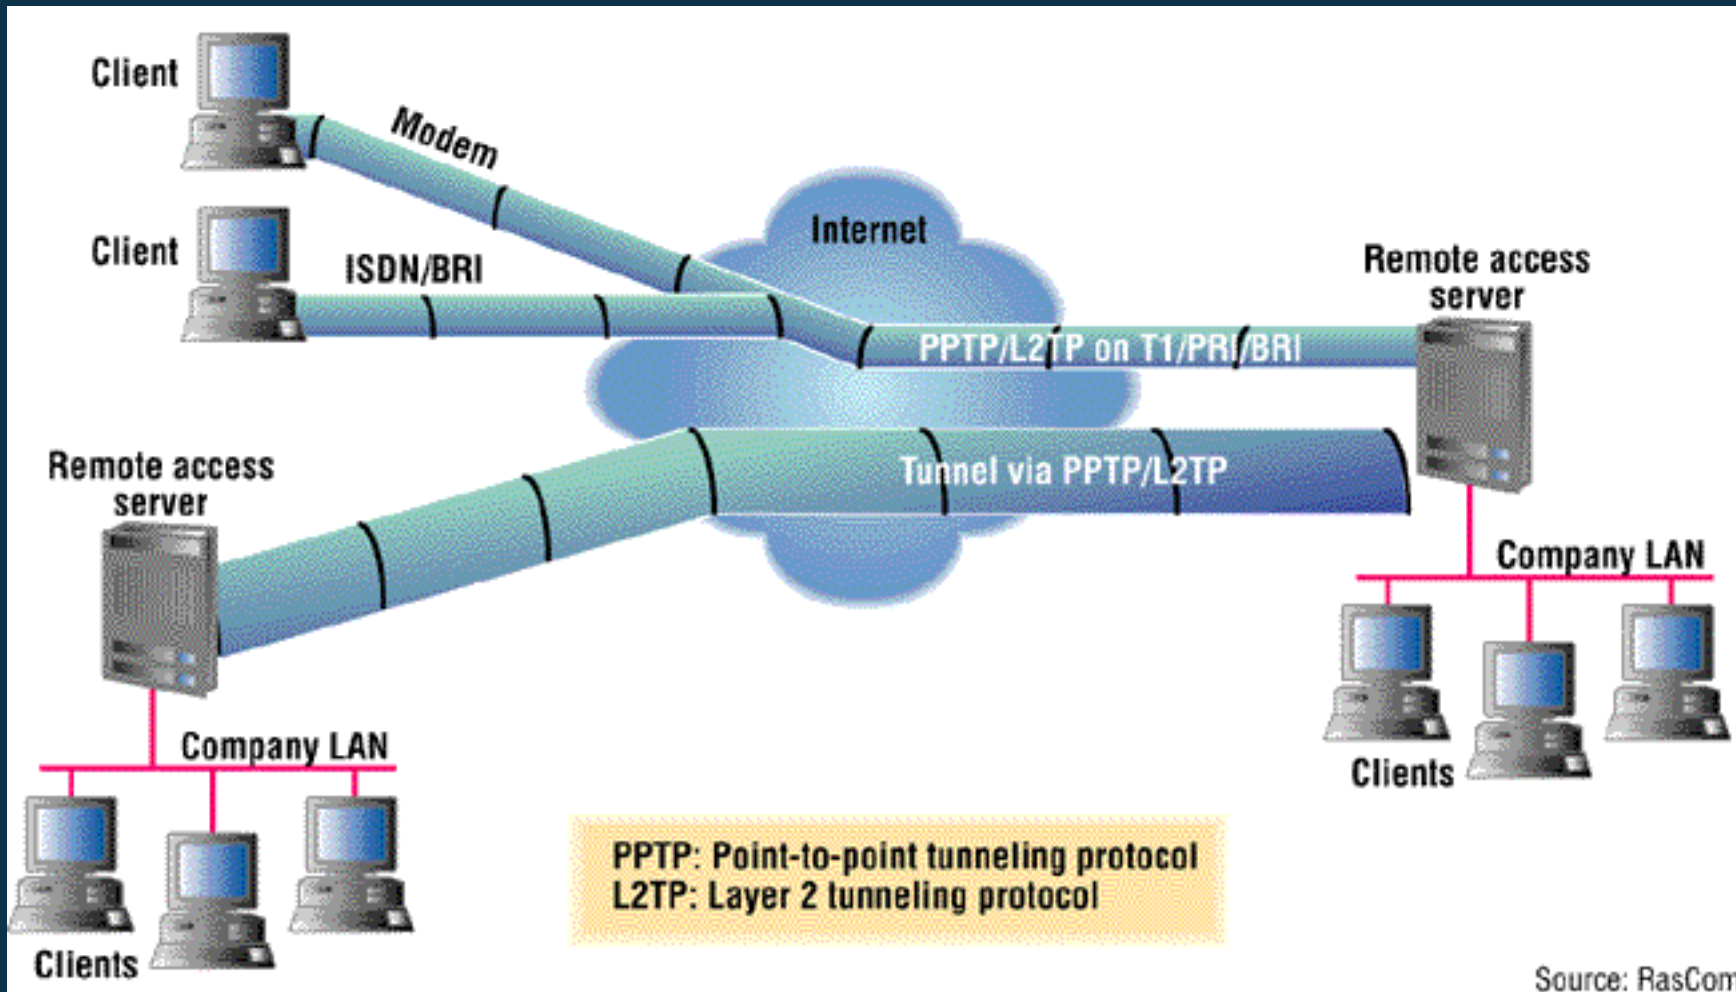 Client
Modem
Client
ISDN/BRI
Internet
Remote access
server
PPTP/L2TP on T1/PRI/BRI
Tunnel via PPTP/L2TP
Remote access
server
Company LAN
Clients
Company LAN
Clients
PPTP: Point-to-point tunneling protocol
L2TP: Layer 2 tunneling protocol
Source: RasCom